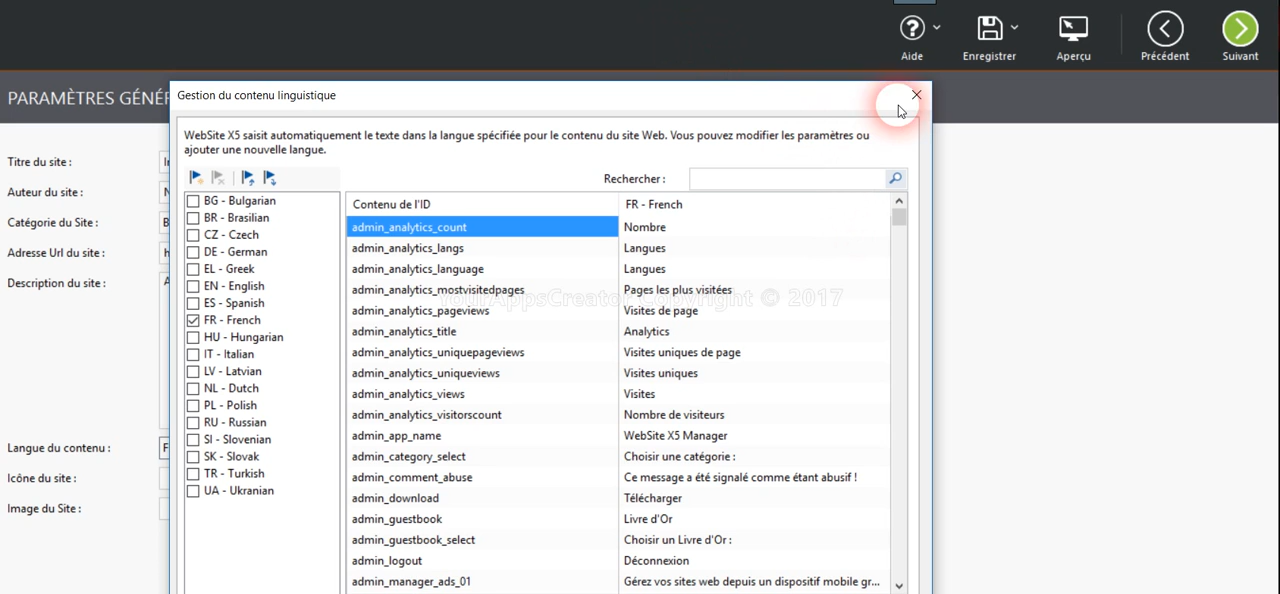 Aide
Enregistrer
Aperçu
Précédent
Suivant
PARAMÈTRES GÉNÉR
Gestion du contenu linguistique
WebSite X5 saisit automatiquement le texte dans la langue spécifiée pour le contenu du site Web. Vous pouvez modifier les paramètres ou
ajouter une nouvelle langue.
Titre du site :
Auteur du site :
Catégorie du Site :
Adresse Url du site :
Description du site :
Langue du contenu :
Icône du site :
Image du Site :
Rechercher :
BG - Bulgarian
BR - Brasilian
CZ - Czech
DE - German
EL - Greek
EN - English
ES - Spanish
FR - French
HU - Hungarian
IT - Italian
LV - Latvian
NL - Dutch
PL - Polish
RU - Russian
SI - Slovenian
SK - Slovak
TR - Turkish
UA - Ukranian
Contenu de l'ID FR - French
admin_analytics_count Nombre
admin_analytics_langs Langues
admin_analytics_language Langues
admin_analytics_mostvisitedpages Pages les plus visitées
YourAppsCreator Copyright © 2017
admin_analytics_pageviews Visites de page
admin_analytics_title Analytics
admin_analytics_uniquepageviews Visites uniques de page
admin_analytics_uniqueviews Visites uniques
admin_analytics_views Visites
admin_analytics_visitorscount Nombre de visiteurs
admin_app_name WebSite X5 Manager
admin_category_select Choisir une catégorie :
admin_comment_abuse Ce message a été signalé comme étant abusif !
admin_download Télécharger
admin_guestbook Livre d'Or
admin_guestbook_select Choisir un Livre d'Or :
admin_logout Déconnexion
admin_manager_ads_01 Gérez vos sites web depuis un dispositif mobile gr...